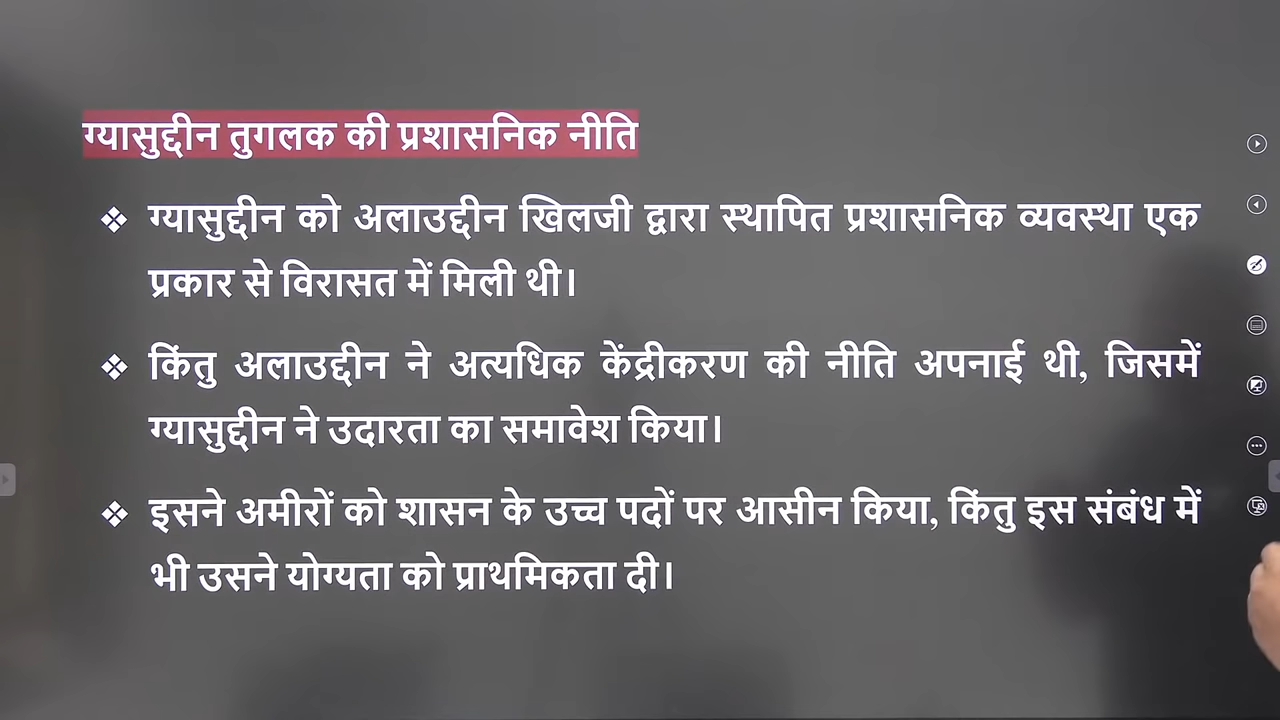 ग्यासुद्दीन तुगलक की प्रशासनिक नीति
❖ ग्यासुद्दीन को अलाउद्दीन खिलजी द्वारा स्थापित प्रशासनिक व्यवस्था एक
प्रकार से विरासत में मिली थी।
❖ किंतु अलाउद्दीन ने अत्यधिक केंद्रीकरण की नीति अपनाई थी, जिसमें
ग्यासुद्दीन ने उदारता का समावेश किया।
❖ इसने अमीरों को शासन के उच्च पदों पर आसीन किया, किंतु इस संबंध में
भी उसने योग्यता को प्राथमिकता दी।